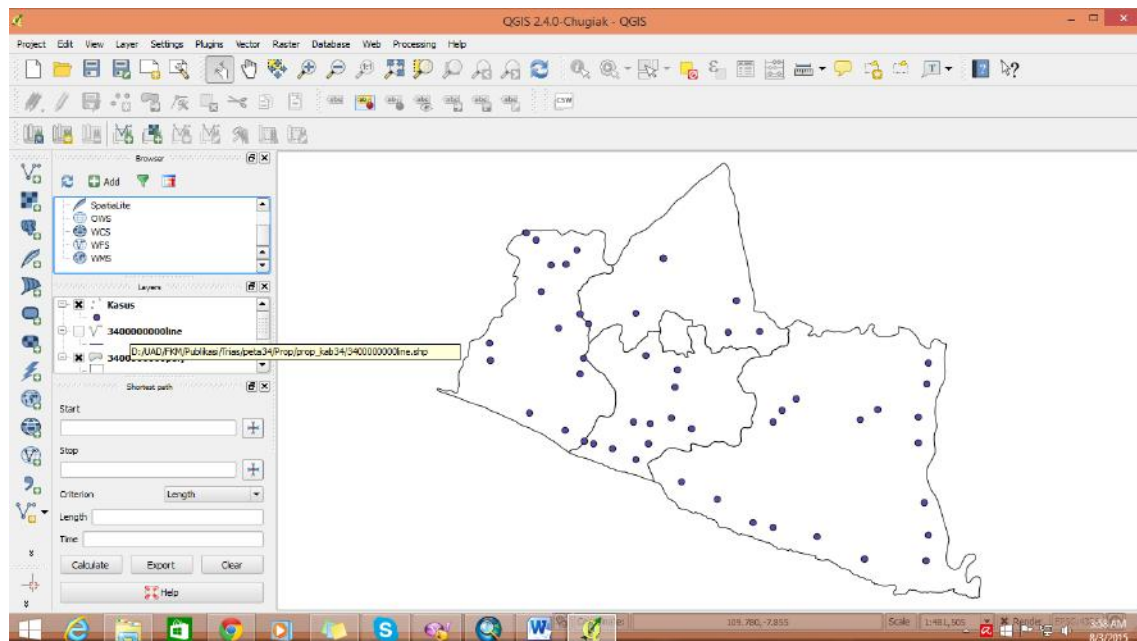 QGIS 2.4.0-Chugiak - QGIS
Project Edit View Layer Settings Plugins Vector Raster Database Web Processing Help
CSW
Browser
Add
SpatiaLite
OWS
WCS
WFS
WMS
Layers
Kasus
3400000000line
D:/UAD/FKM/Publikasi/Trias/peta34/Prop/prop_kab34/3400000000line.shp
Shortest path
Start
Stop
Criterion Length
Length
Time
Calculate Export Clear
Help
109.780,-7.855 Scale 1:481,505 Render
3:58 AM
8/3/2015